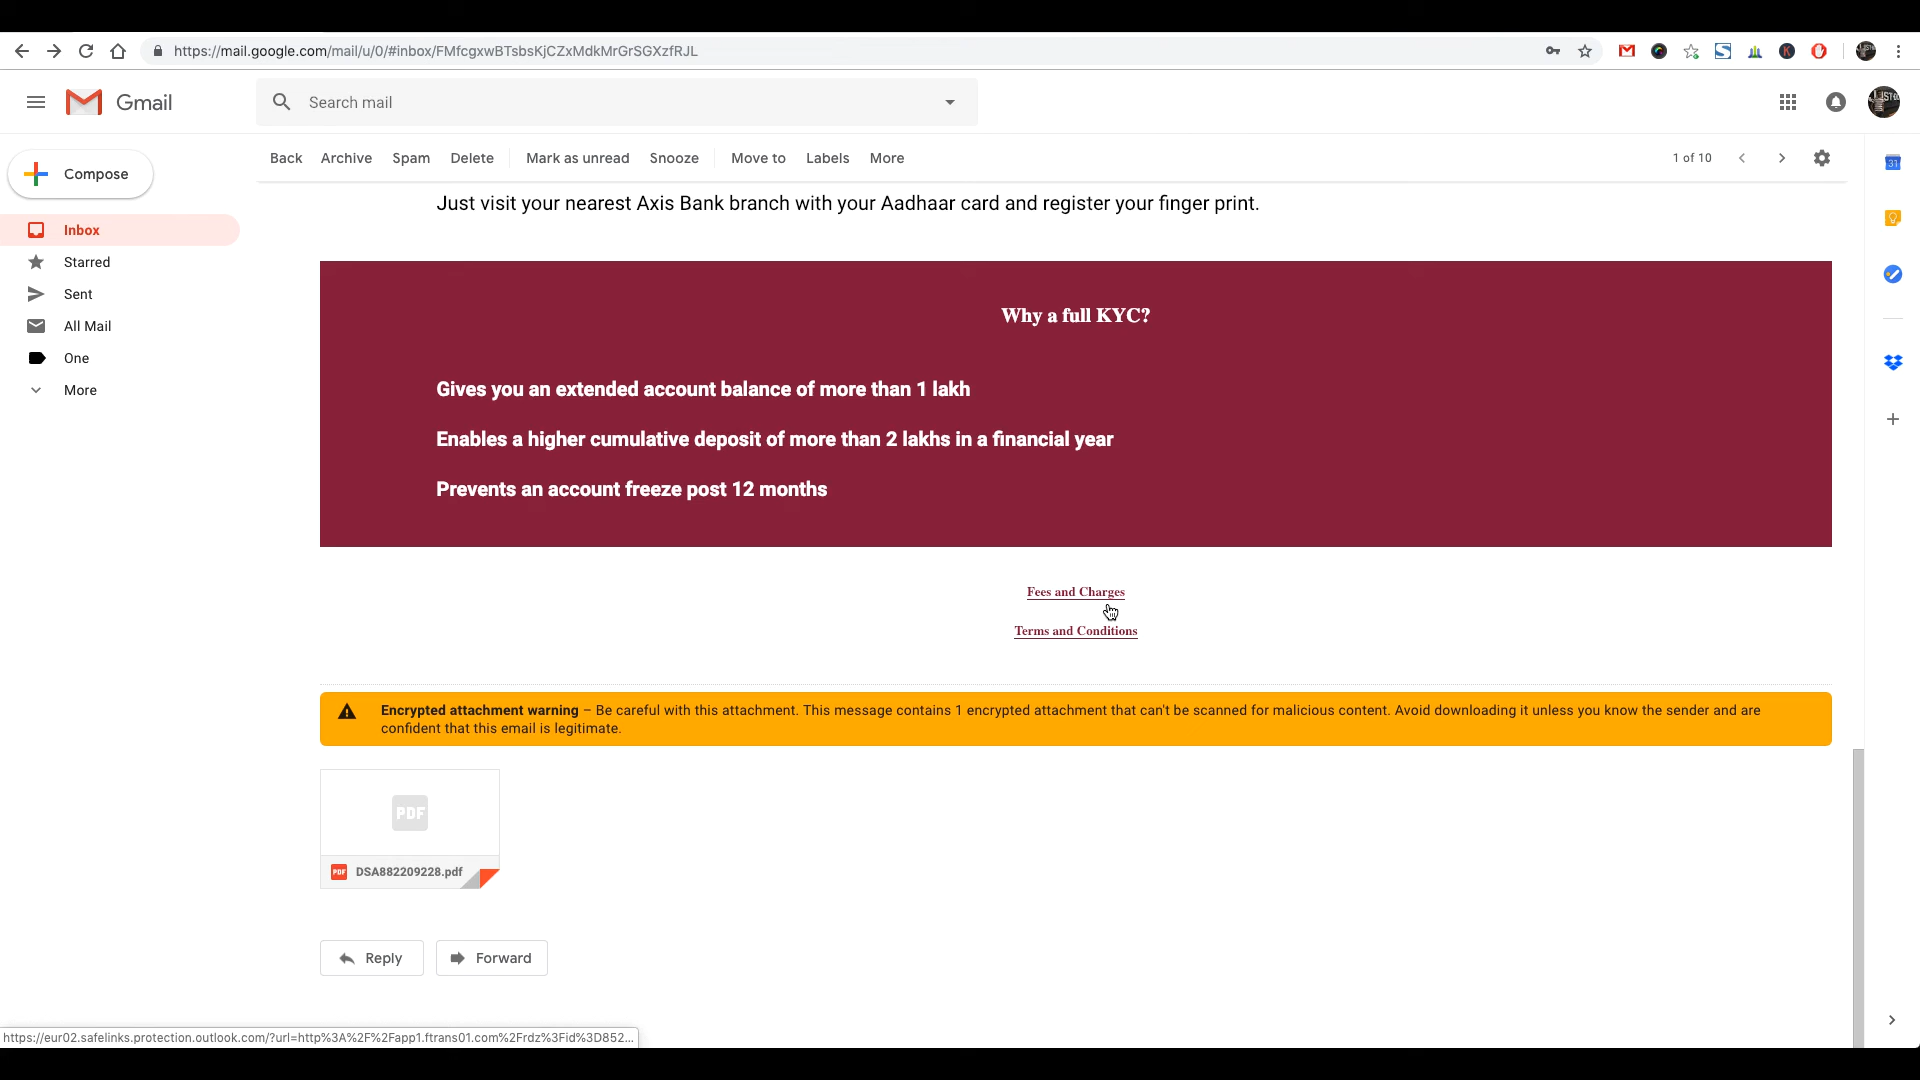 https://mail.google.com/mail/u/0/#inbox/FMfcgxwBTsbsKjCZxMdkMrGrSGXzfRJL
Gmail
Search mail
Compose
Back Archive Spam Delete Mark as unread Snooze Move to Labels More
1 of 10
Inbox
Starred
Sent
All Mail
One
More
Just visit your nearest Axis Bank branch with your Aadhaar card and register your finger print.
Why a full KYC?
Gives you an extended account balance of more than 1 lakh
Enables a higher cumulative deposit of more than 2 lakhs in a financial year
Prevents an account freeze post 12 months
Fees and Charges
Terms and Conditions
Encrypted attachment warning – Be careful with this attachment. This message contains 1 encrypted attachment that can't be scanned for malicious content. Avoid downloading it unless you know the sender and are
confident that this email is legitimate.
PDF
PDF DSA882209228.pdf
Reply Forward
https://eur02.safelinks.protection.outlook.com/?url=http%3A%2F%2Fapp1.ftrans01.com%2Frdz%3Fid%3D852...
31